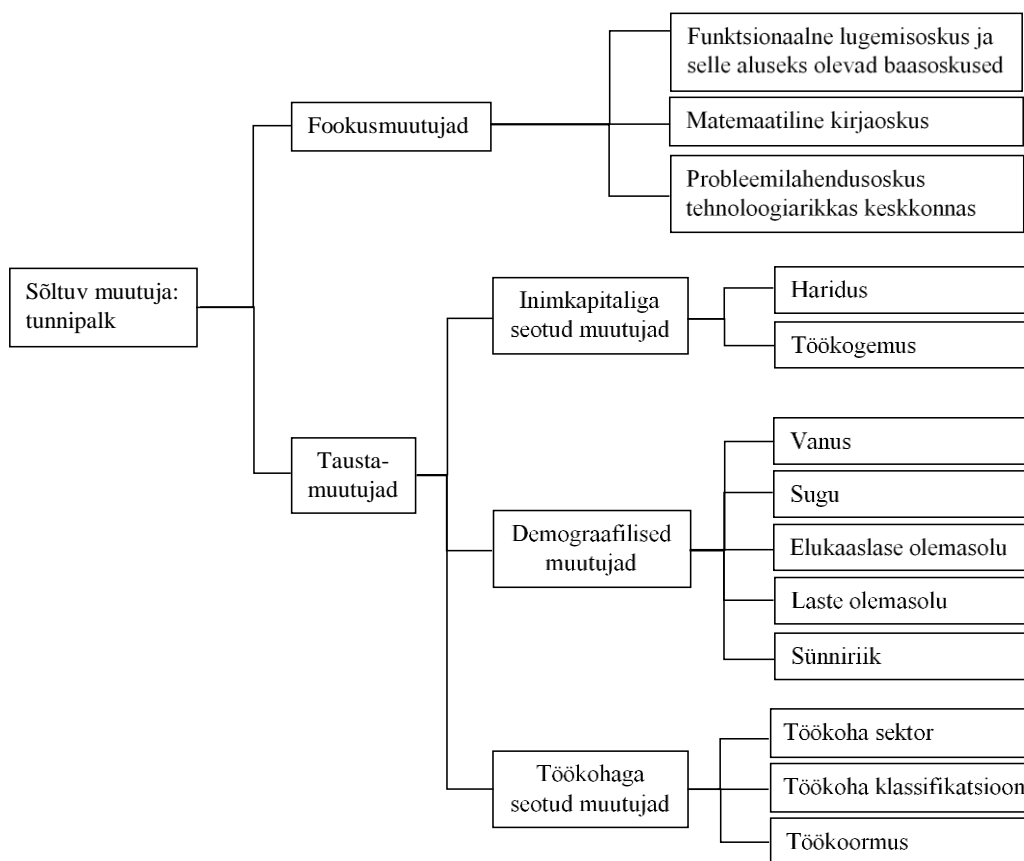 Sõltuv muutuja:
tunnipalk
Fookusmuutujad
Funktsionaalne lugemisoskus ja
selle aluseks olevad baasoskused
Matemaatiline kirjaoskus
Probleemilahendusoskus
tehnoloogiarikkas keskkonnas
Tausta-
muutujad
Inimkapitaliga
seotud muutujad
Haridus
Töökogemus
Demograafilised
muutujad
Vanus
Sugu
Elukaaslase olemasolu
Laste olemasolu
Sünniriik
Töökohaga
seotud muutujad
Töökoha sektor
Töökoha klassifikatsioon
Töökoormus